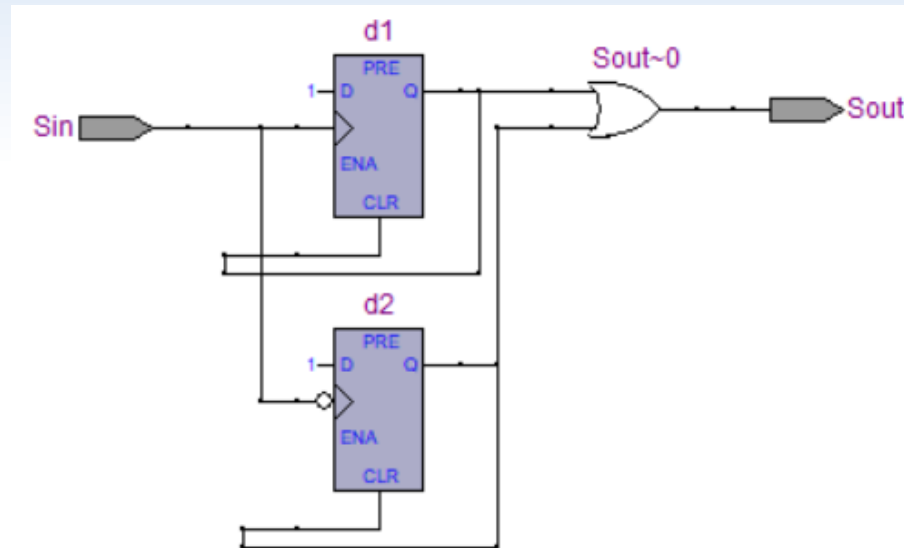 d1
PRE
1 D Q
ENA
CLR
Sin
Sout~0
Sout
d2
PRE
1 D Q
ENA
CLR